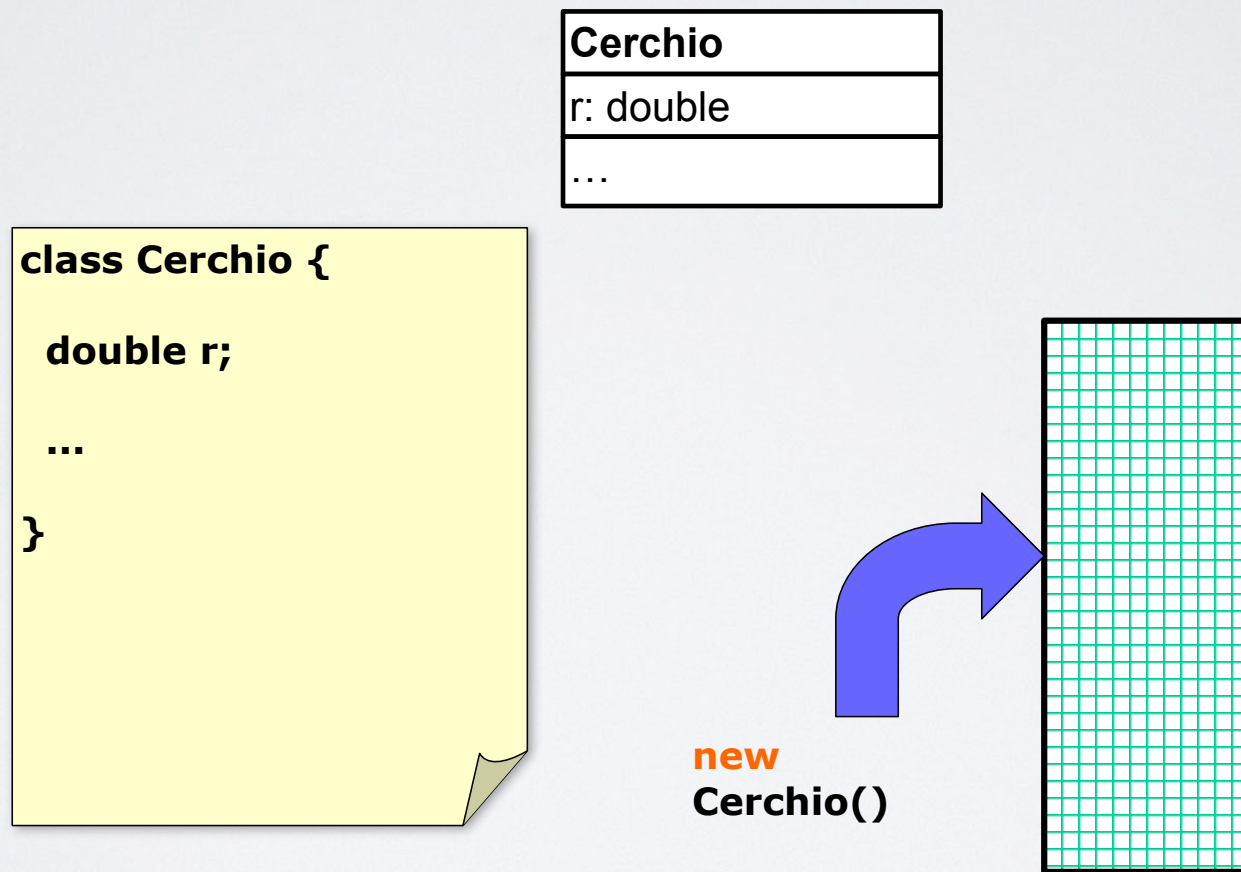 Cerchio
r: double
…
class Cerchio {
double r;
…
}
new
Cerchio()